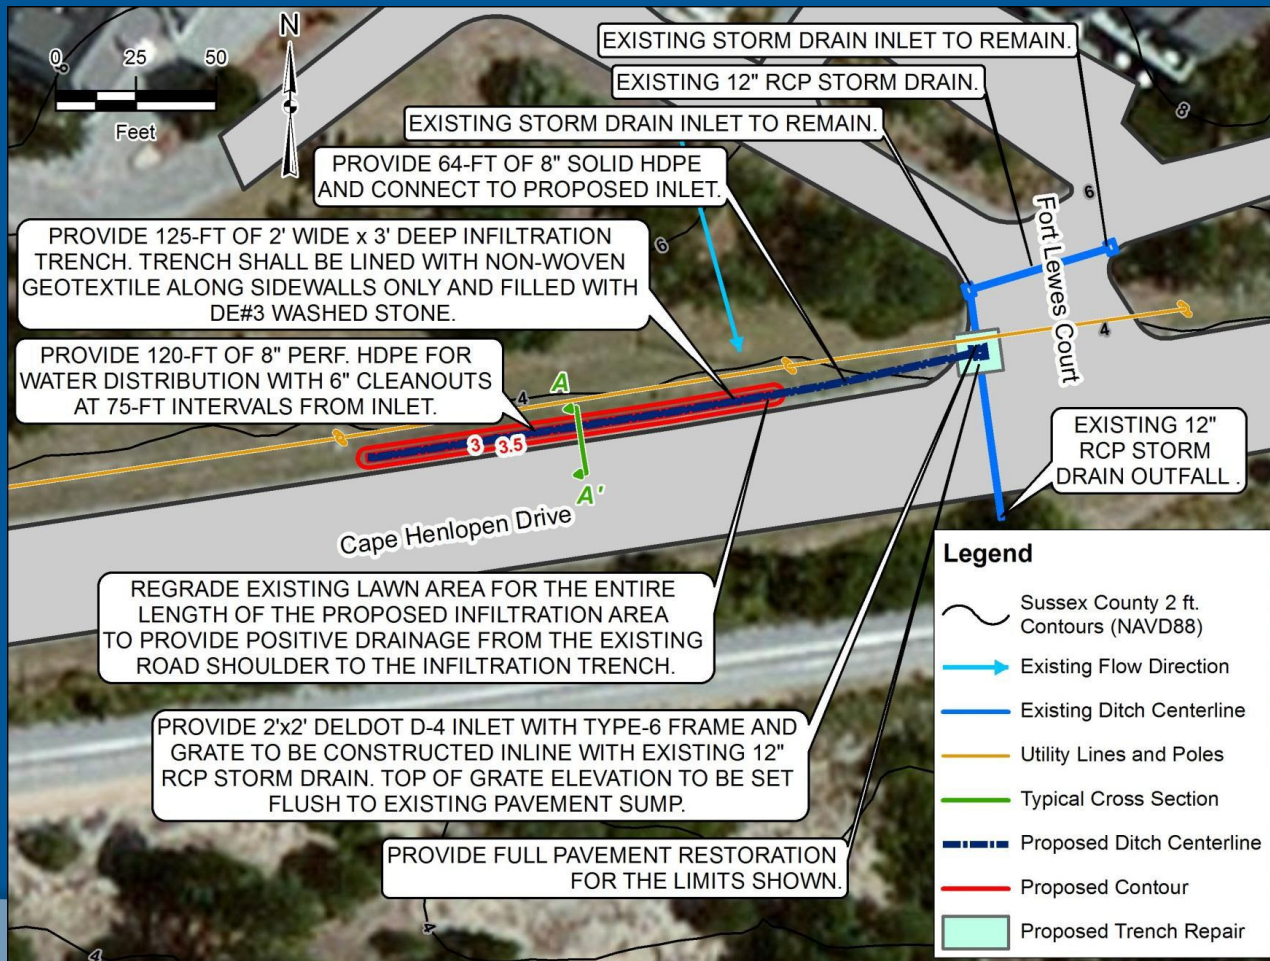 N
0 25 50
Feet
EXISTING STORM DRAIN INLET TO REMAIN.
EXISTING 12" RCP STORM DRAIN.
EXISTING STORM DRAIN INLET TO REMAIN.
PROVIDE 64-FT OF 8" SOLID HDPE
AND CONNECT TO PROPOSED INLET.
PROVIDE 125-FT OF 2' WIDE x 3' DEEP INFILTRATION
TRENCH. TRENCH SHALL BE LINED WITH NON-WOVEN
GEOTEXTILE ALONG SIDEWALLS ONLY AND FILLED WITH
DE#3 WASHED STONE.
PROVIDE 120-FT OF 8" PERF. HDPE FOR
WATER DISTRIBUTION WITH 6" CLEANOUTS
AT 75-FT INTERVALS FROM INLET.
8
6
6
4
4
Fort Lewes Court
A
3 3.5
A'
Cape Henlopen Drive
EXISTING 12"
RCP STORM
DRAIN OUTFALL .
REGRADE EXISTING LAWN AREA FOR THE ENTIRE
LENGTH OF THE PROPOSED INFILTRATION AREA
TO PROVIDE POSITIVE DRAINAGE FROM THE EXISTING
ROAD SHOULDER TO THE INFILTRATION TRENCH.
PROVIDE 2'x2' DELDOT D-4 INLET WITH TYPE-6 FRAME AND
GRATE TO BE CONSTRUCTED INLINE WITH EXISTING 12"
RCP STORM DRAIN. TOP OF GRATE ELEVATION TO BE SET
FLUSH TO EXISTING PAVEMENT SUMP.
PROVIDE FULL PAVEMENT RESTORATION
FOR THE LIMITS SHOWN.
4
4
Legend
Sussex County 2 ft.
Contours (NAVD88)
Existing Flow Direction
Existing Ditch Centerline
Utility Lines and Poles
Typical Cross Section
Proposed Ditch Centerline
Proposed Contour
Proposed Trench Repair